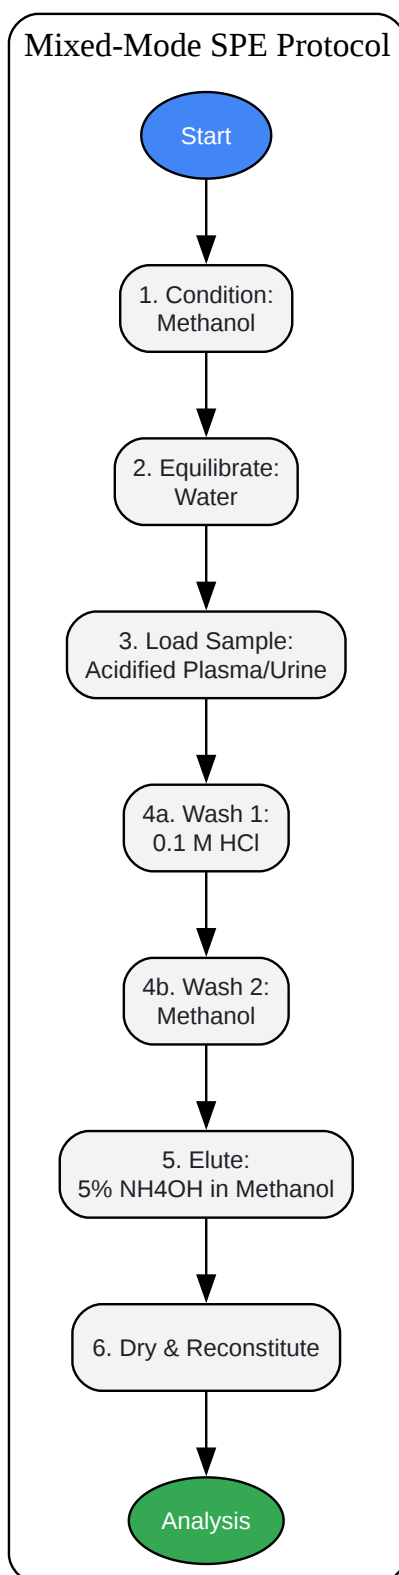 Mixed-Mode SPE Protocol
Start
1. Condition:
Methanol
2. Equilibrate:
Water
3. Load Sample:
Acidified Plasma/Urine
4a. Wash 1:
0.1 M HCl
4b. Wash 2:
Methanol
5. Elute:
5% NH4OH in Methanol
6. Dry & Reconstitute
Analysis